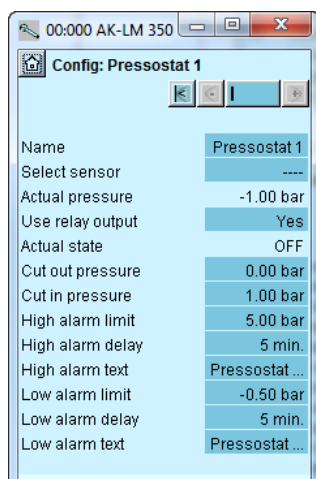 00:000 AK-LM 350
Config: Pressostat 1
Name Pressostat 1
Select sensor ----
Actual pressure -1.00 bar
Use relay output Yes
Actual state OFF
Cut out pressure 0.00 bar
Cut in pressure 1.00 bar
High alarm limit 5.00 bar
High alarm delay 5 min.
High alarm text Pressostat ...
Low alarm limit -0.50 bar
Low alarm delay 5 min.
Low alarm text Pressostat ...